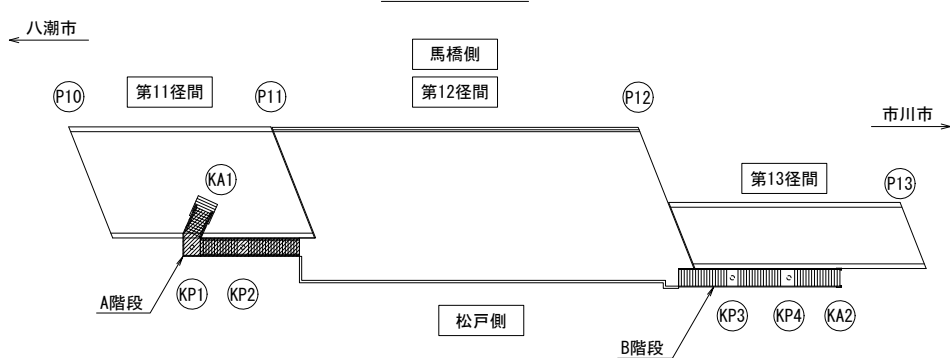 八潮市
馬橋側
P10
第11径間
P11
第12径間
P12
市川市
KA1
第13径間
P13
A階段
KP1
KP2
松戸側
B階段
KP3
KP4
KA2